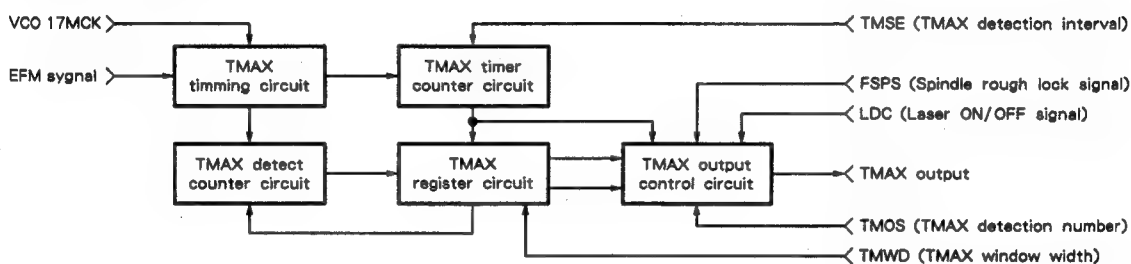 VCO 17MCK
TMSE (TMAX detection interval)
EFM sygnal
TMAX
timming circuit
TMAX timer
counter circuit
FSPS (Spindle rough lock signal)
LDC (Laser ON/OFF signal)
TMAX detect
counter circuit
TMAX
register circuit
TMAX output
control circuit
TMAX output
TMOS (TMAX detection number)
TMWD (TMAX window width)